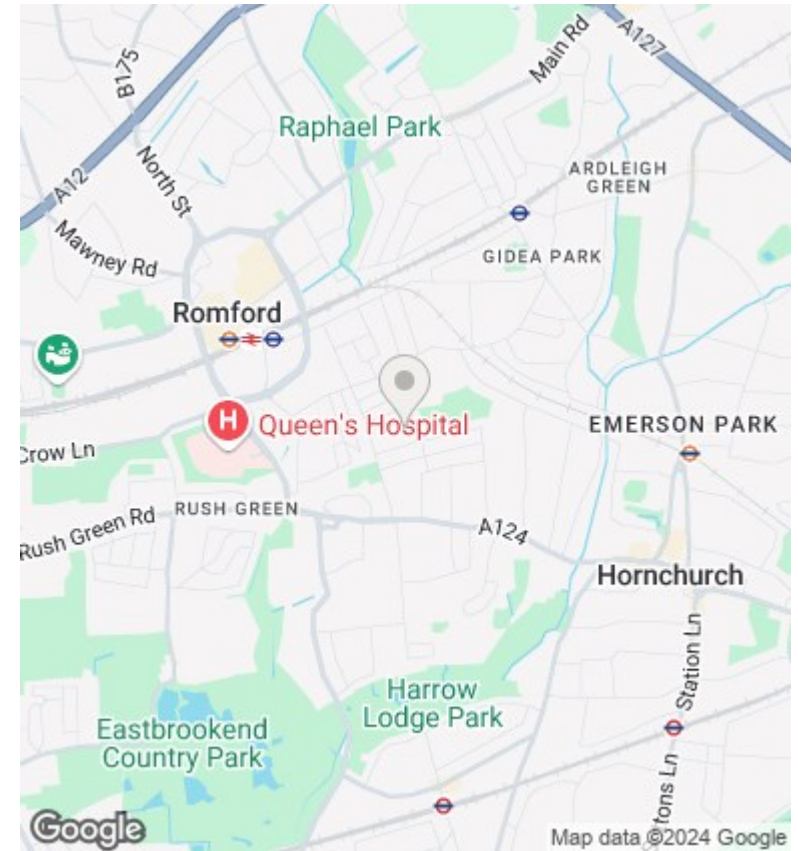 Main Rd
A127
B175
Raphael Park
ARDLEIGH
GREEN
A12
North St
Mawney Rd
GIDEA PARK
Romford
H
Queen's Hospital
EMERSON PARK
Crow Ln
RUSH GREEN
Rush Green Rd
A124
Hornchurch
Station Ln
Harrow
Lodge Park
Eastbrookend
Country Park
tons Ln
Google
Map data ©2024 Google